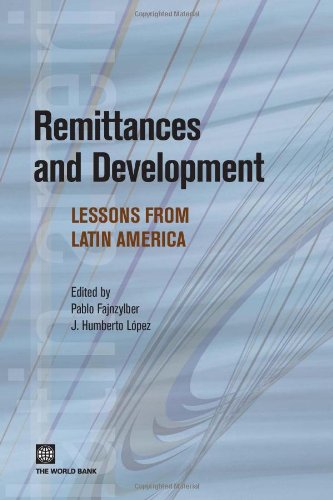 Remittances
and Development
LESSONS FROM
LATIN AMERICA
Edited by
Pablo Fajnzylber
J. Humberto López
THE WORLD BANK